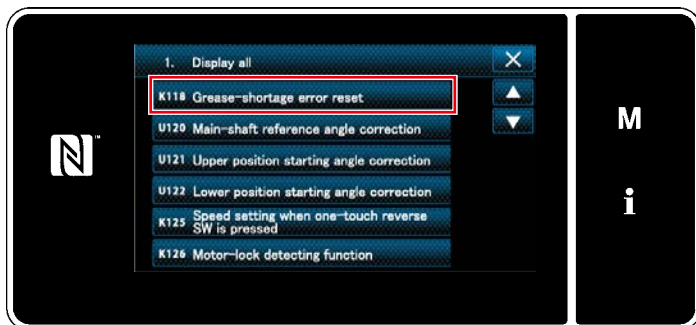 1. Display all
K118 Grease-shortage error reset
U120 Main-shaft reference angle correction
U121 Upper position starting angle correction
U122 Lower position starting angle correction
K125 Speed setting when one-touch reverse
SW is pressed
K126 Motor-lock detecting function
M
i